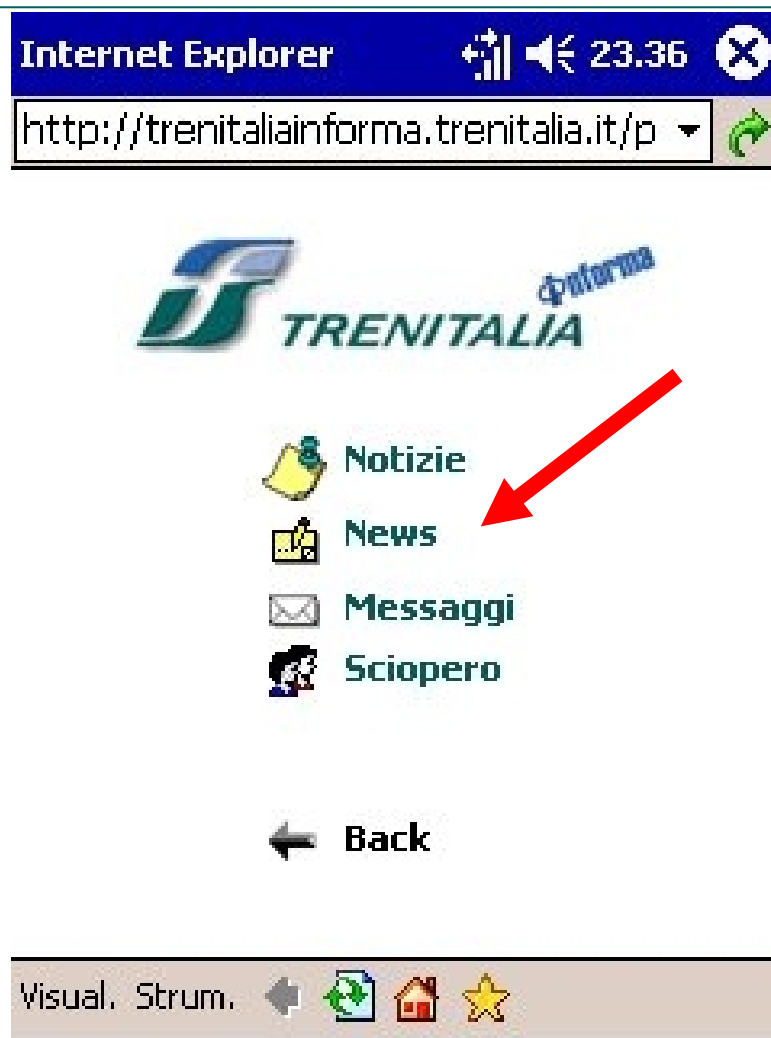 Internet Explorer 23.36
http://trenitaliainforma.trenitalia.it/p
informa
TRENITALIA
Notizie
News
Messaggi
Sciopero
Back
Visual. Strum.